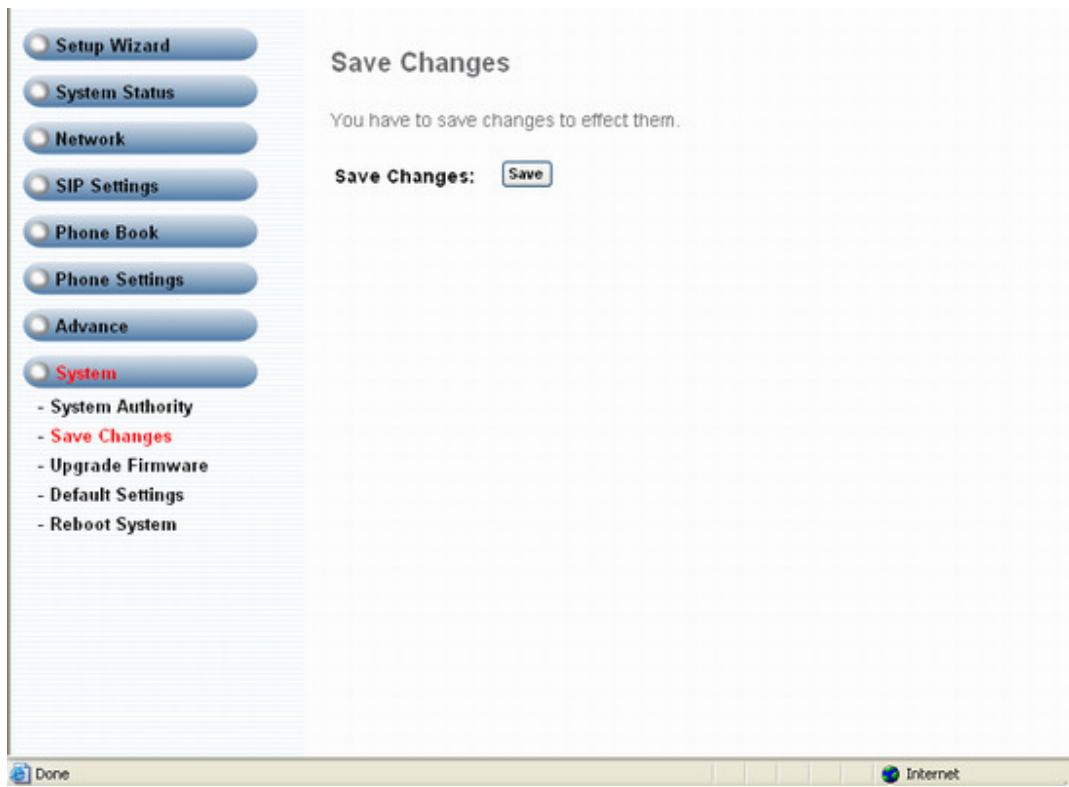 Setup Wizard
System Status
Network
SIP Settings
Phone Book
Phone Settings
Advance
System
- System Authority
- Save Changes
- Upgrade Firmware
- Default Settings
- Reboot System
Save Changes
You have to save changes to effect them.
Save Changes: Save
Done
Internet